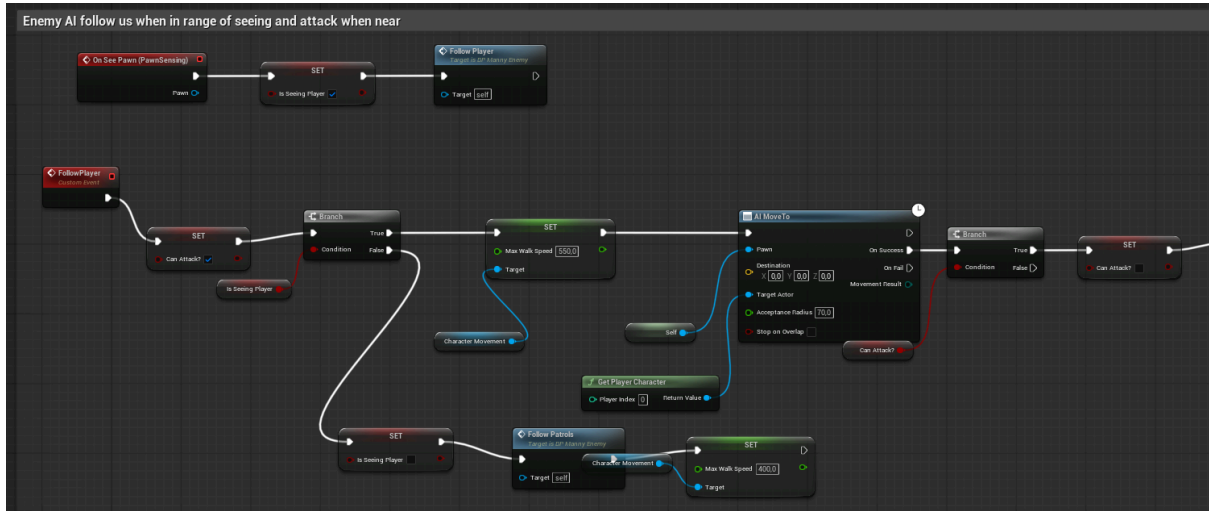 Enemy AI follow us when in range of seeing and attack when near
On See Pawn (PawnSensing)
Pawn
SET
Is Seeing Player
Follow Player
Target is BP Manny Enemy
Target self
FollowPlayer
Custom Event
SET
Can Attack?
Branch
True
Condition False
Is Seeing Player
SET
Max Walk Speed 550,0
Target
Character Movement
AI MoveTo
Pawn On Success
Destination On Fail
X 0,0 Y 0,0 Z 0,0
Movement Result
Target Actor
Acceptance Radius 70,0
Stop on Overlap
Self
Get Player Character
Player Index 0 Return Value
Branch
True
Condition False
Can Attack?
SET
Can Attack?
SET
Is Seeing Player
Follow Patrols
Target is BP Manny Enemy
Target self
Character Movement
SET
Max Walk Speed 400,0
Target